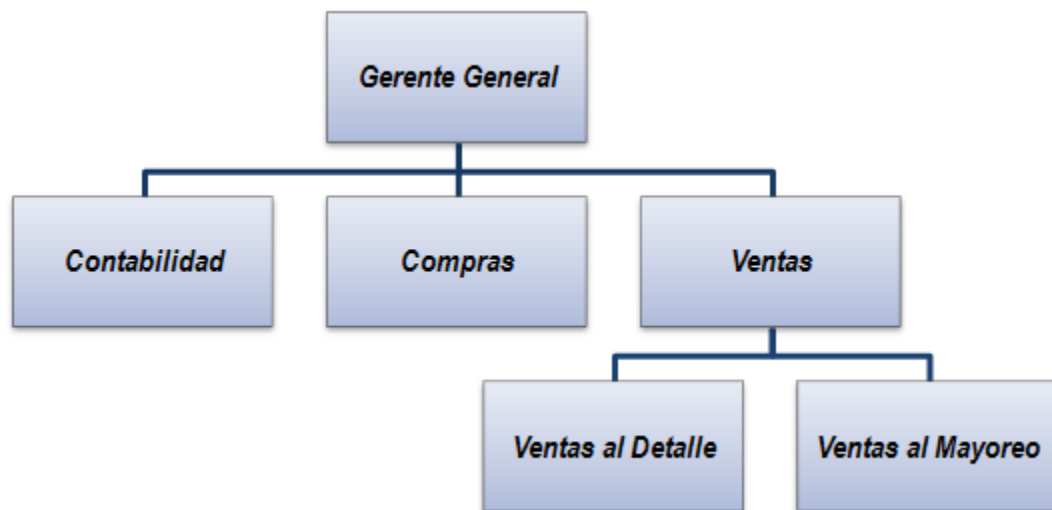 Gerente General
Contabilidad
Compras
Ventas
Ventas al Detalle
Ventas al Mayoreo